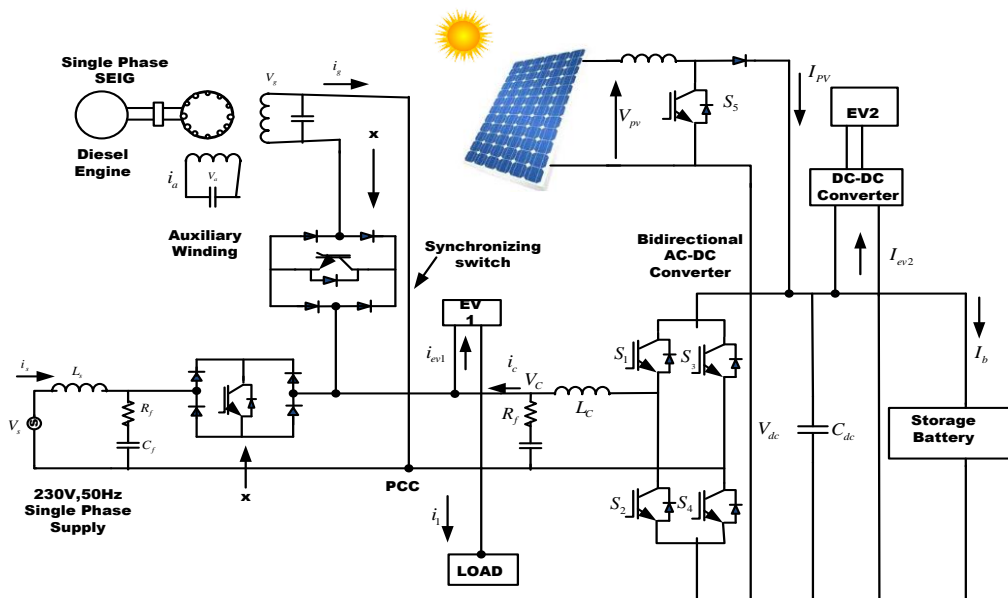 Single Phase
SEIG
Diesel
Engine
V_g
i_g
x
i_a
V_a
Auxiliary
Winding
Synchronizing
switch
V_pv
S_5
I_PV
EV2
DC-DC
Converter
I_ev2
Bidirectional
AC-DC
Converter
EV
1
i_ev1
i_c
V_C
L_C
R_f
S_1
S_3
S_2
S_4
V_dc
C_dc
I_b
Storage
Battery
i_s
L_s
V_s
S
R_f
C_f
x
PCC
i_1
LOAD
230V,50Hz
Single Phase
Supply